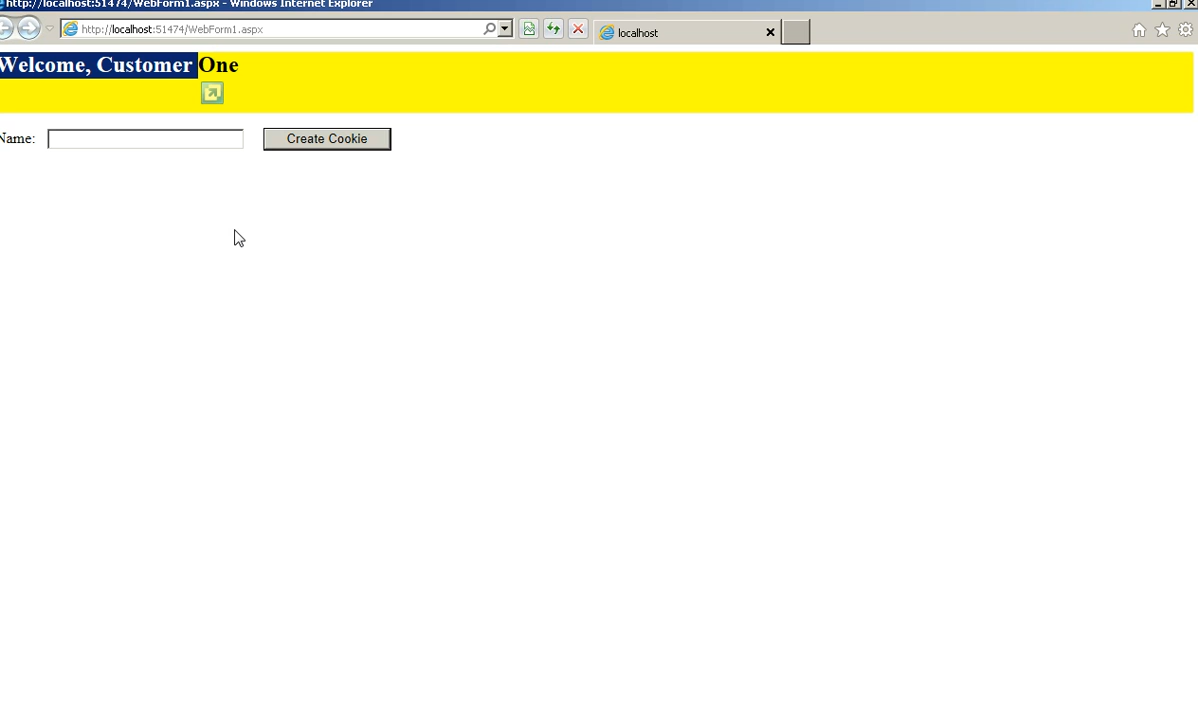 http://localhost:51474/WebForm1.aspx - Windows Internet Explorer
http://localhost:51474/WebForm1.aspx
localhost
Welcome, Customer One
Name:
Create Cookie